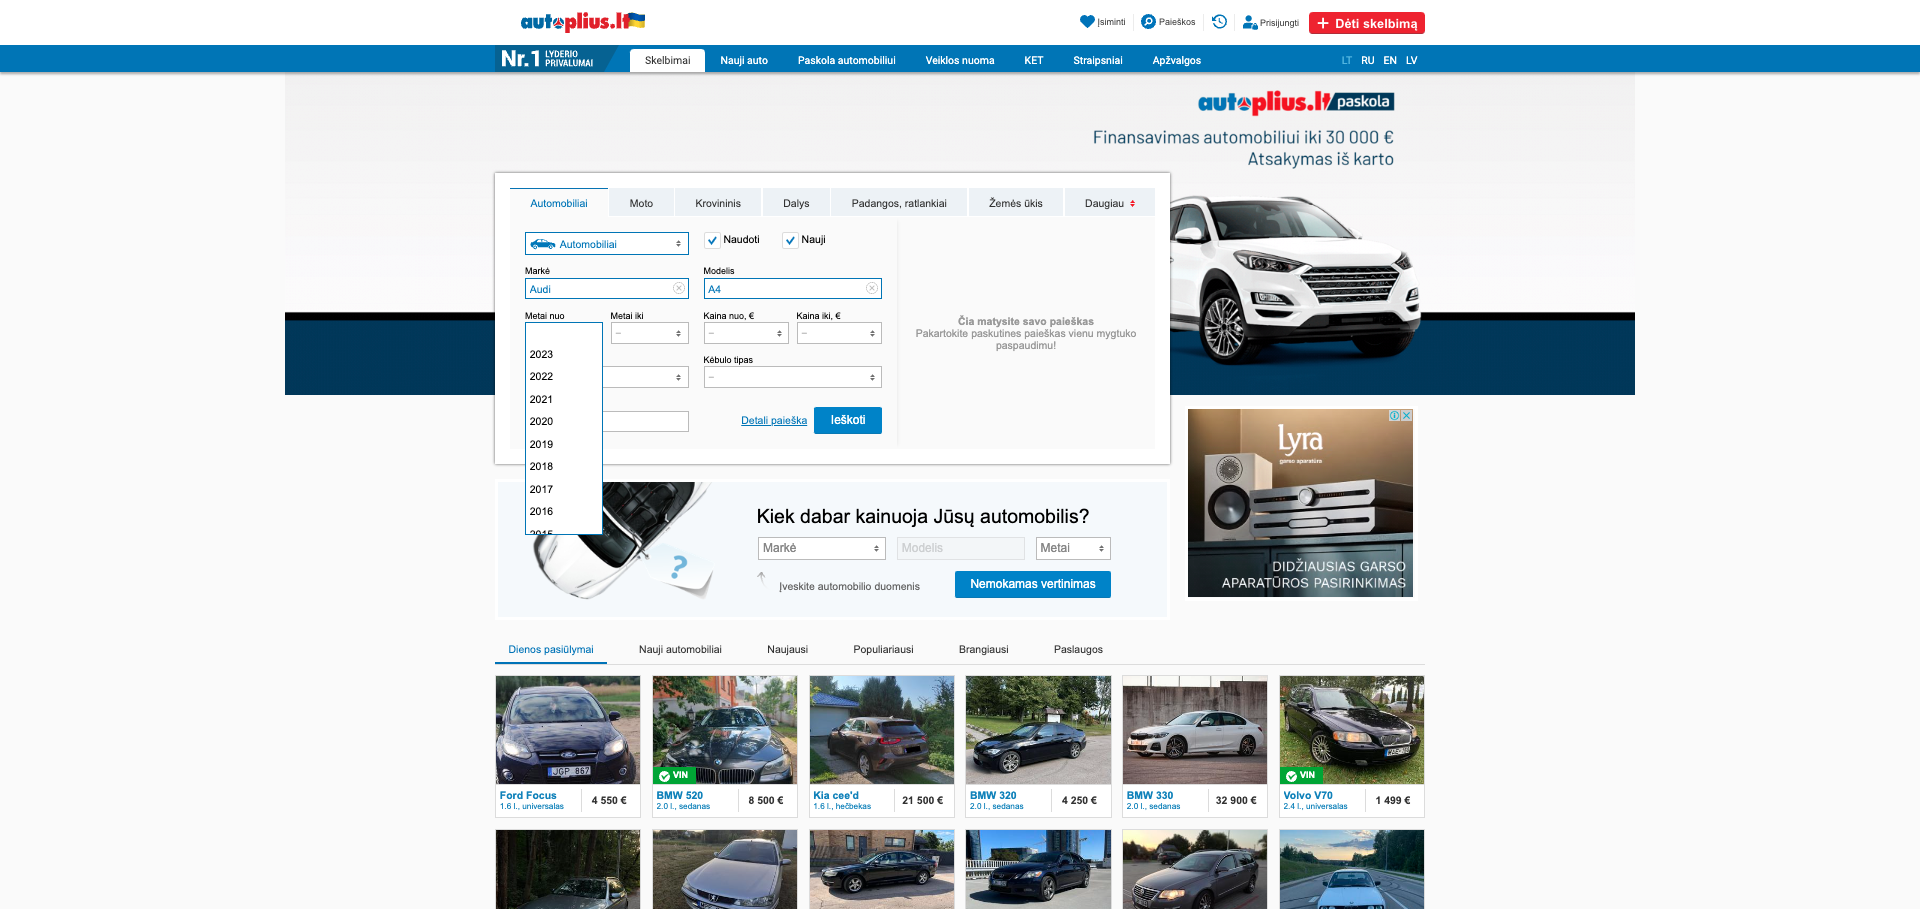 autoplius.lt
Įsiminti
Paieškos
Prisijungti
+ Dėti skelbimą
Nr.1 LYDERIO PRIVALUMAI
Skelbimai
Nauji auto
Paskola automobiliui
Veiklos nuoma
KET
Straipsniai
Apžvalgos
LT RU EN LV
autoplius.lt paskola
Finansavimas automobiliui iki 30 000 €
Atsakymas iš karto
Automobiliai
Moto
Krovininis
Dalys
Padangos, ratlankiai
Žemės ūkis
Daugiau
Automobiliai
Naudoti
Nauji
Markė
Modelis
Audi
A4
Metai nuo
Metai iki
Kaina nuo, €
Kaina iki, €
–
–
–
2023
2022
2021
2020
2019
2018
2017
2016
2015
Kėbulo tipas
–
Detali paieška
Ieškoti
Čia matysite savo paieškas
Pakartokite paskutines paieškas vienu mygtuko
paspaudimu!
Lyra
garso aparatūra
DIDŽIAUSIAS GARSO
APARATŪROS PASIRINKIMAS
?
Kiek dabar kainuoja Jūsų automobilis?
Markė
Modelis
Metai
Įveskite automobilio duomenis
Nemokamas vertinimas
Dienos pasiūlymai
Nauji automobiliai
Naujausi
Populiariausi
Brangiausi
Paslaugos
JGP 867
VIN
VIN
Ford Focus
1.6 l., universalas
4 550 €
BMW 520
2.0 l., sedanas
8 500 €
Kia cee'd
1.6 l., hečbekas
21 500 €
BMW 320
2.0 l., sedanas
4 250 €
BMW 330
2.0 l., sedanas
32 900 €
Volvo V70
2.4 l., universalas
1 499 €